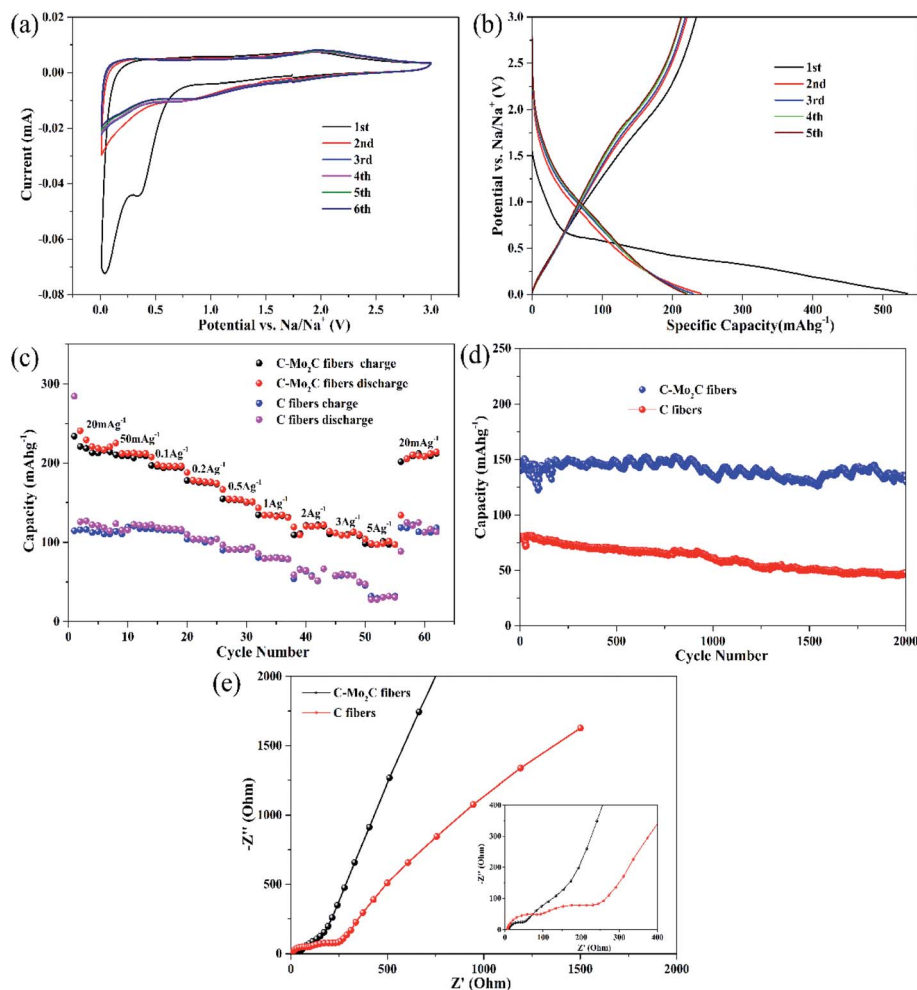 (a)
0.02
0.00
-0.02
-0.04
-0.06
-0.08
Current (mA)
1st
2nd
3rd
4th
5th
6th
0.0 0.5 1.0 1.5 2.0 2.5 3.0
Potential vs. Na/Na⁺ (V)
(b)
3.0
2.5
2.0
1.5
1.0
0.5
0.0
Potential vs. Na/Na⁺ (V)
1st
2nd
3rd
4th
5th
0 100 200 300 400 500
Specific Capacity(mAhg⁻¹)
(c)
300
200
100
0
Capacity (mAhg⁻¹)
C-Mo₂C fibers charge
C-Mo₂C fibers discharge
C fibers charge
C fibers discharge
20mAg⁻¹
50mAg⁻¹
0.1Ag⁻¹
0.2Ag⁻¹
0.5Ag⁻¹
1Ag⁻¹
2Ag⁻¹
3Ag⁻¹
5Ag⁻¹
20mAg⁻¹
0 10 20 30 40 50 60
Cycle Number
(d)
250
200
150
100
50
0
Capacity (mAhg⁻¹)
C-Mo₂C fibers
C fibers
0 500 1000 1500 2000
Cycle Number
(e)
2000
1500
1000
500
0
-Z'' (Ohm)
C-Mo₂C fibers
C fibers
400
300
200
100
0
-Z'' (Ohm)
0 100 200 300 400
Z' (Ohm)
0 500 1000 1500 2000
Z' (Ohm)